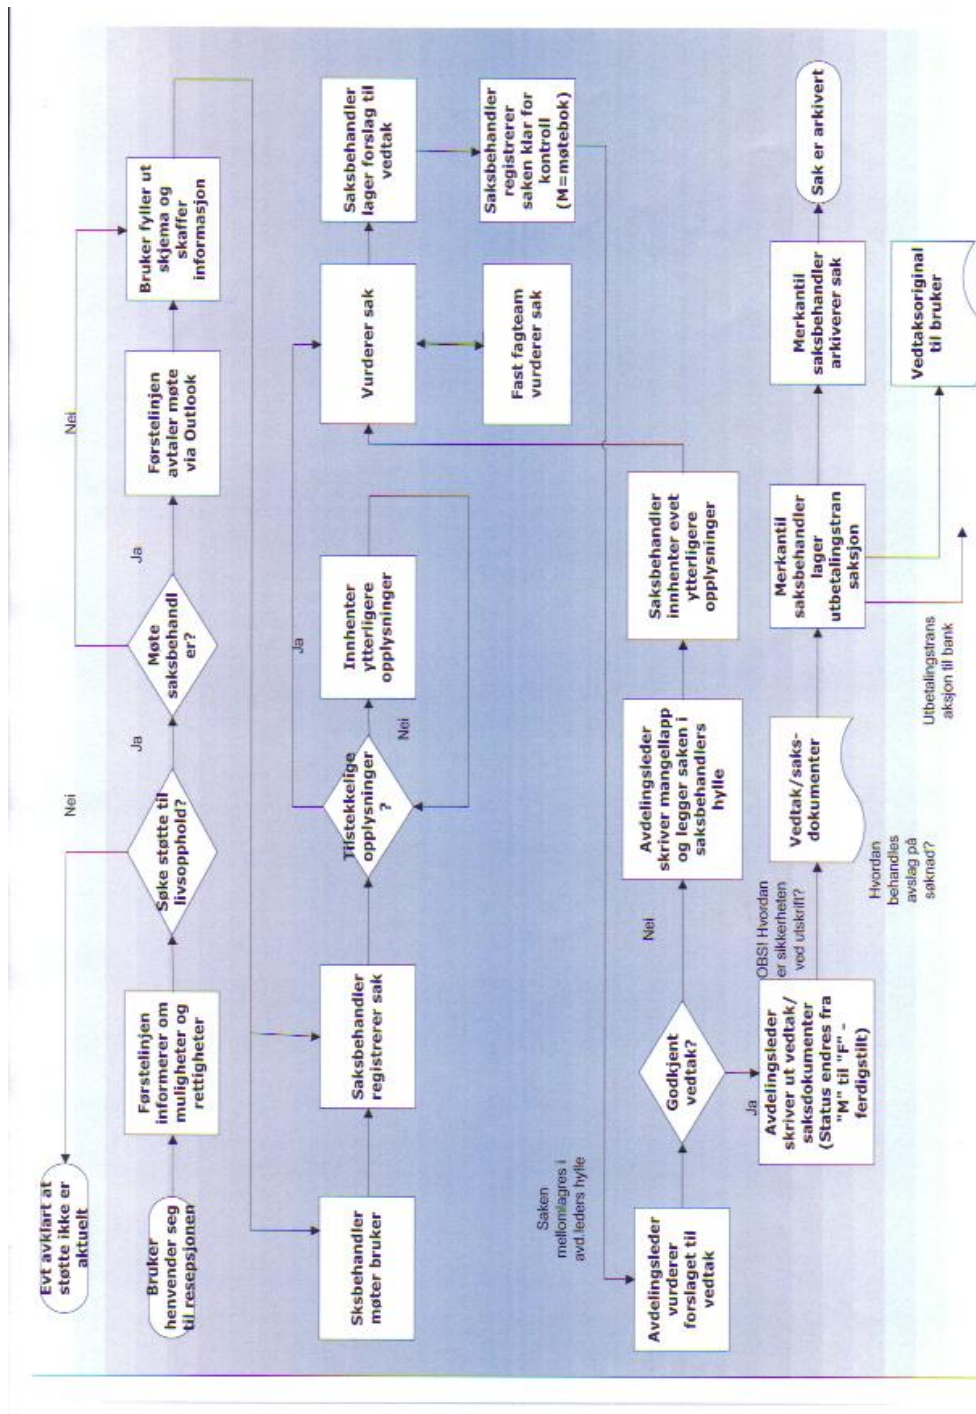 Evt avklart at
støtte ikke er
aktuelt
Nei
Nei
Bruker
henvender seg
til resepsjonen
Førstelinjen
informerer om
muligheter og
rettigheter
Søke støtte til
livsopphold?
Ja
Møte
saksbehandl
er?
Ja
Førstelinjen
avtaler møte
via Outlook
Bruker fyller ut
skjema og
skaffer
informasjon
Sksbehandler
møter bruker
Saksbehandler
registrerer sak
Tilstekkelige
opplysninger
?
Ja
Nei
Innhenter
ytterligere
opplysninger
Vurderer sak
Saksbehandler
lager forslag til
vedtak
Fast fagteam
vurderer sak
Saksbehandler
registrerer
saken klar for
kontroll
(M=møtebok)
Saken
mellomlagres i
avd.leders hylle
Avdelingsleder
vurderer
forslaget til
vedtak
Godkjent
vedtak?
Nei
Avdelingsleder
skriver mangellapp
og legger saken i
saksbehandlers
hylle
Saksbehandler
innhenter evet
ytterligere
opplysninger
Ja
Avdelingsleder
skriver ut vedtak/
saksdokumenter
(Status endres fra
"M" til "F" -
ferdigstilt)
OBS! Hvordan
er sikkerheten
ved utskrift?
Vedtak/saks-
dokumenter
Merkantil
saksbehandler
lager
utbetalingstran
saksjon
Merkantil
saksbehandler
arkiverer sak
Sak er arkivert
Hvordan
behandles
avslag på
søknad?
Utbetalingstrans
aksjon til bank
Vedtaksoriginal
til bruker